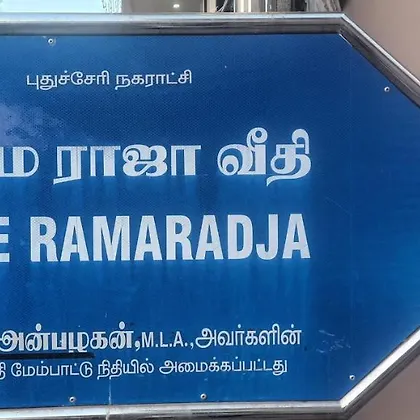 புதுச்சேரி நகராட்சி
ம ராஜா வீதி
E RAMARADJA
அன்பழகன்,M.L.A.,அவர்களின்
தி மேம்பாட்டு நிதியில் அமைக்கப்பட்டது